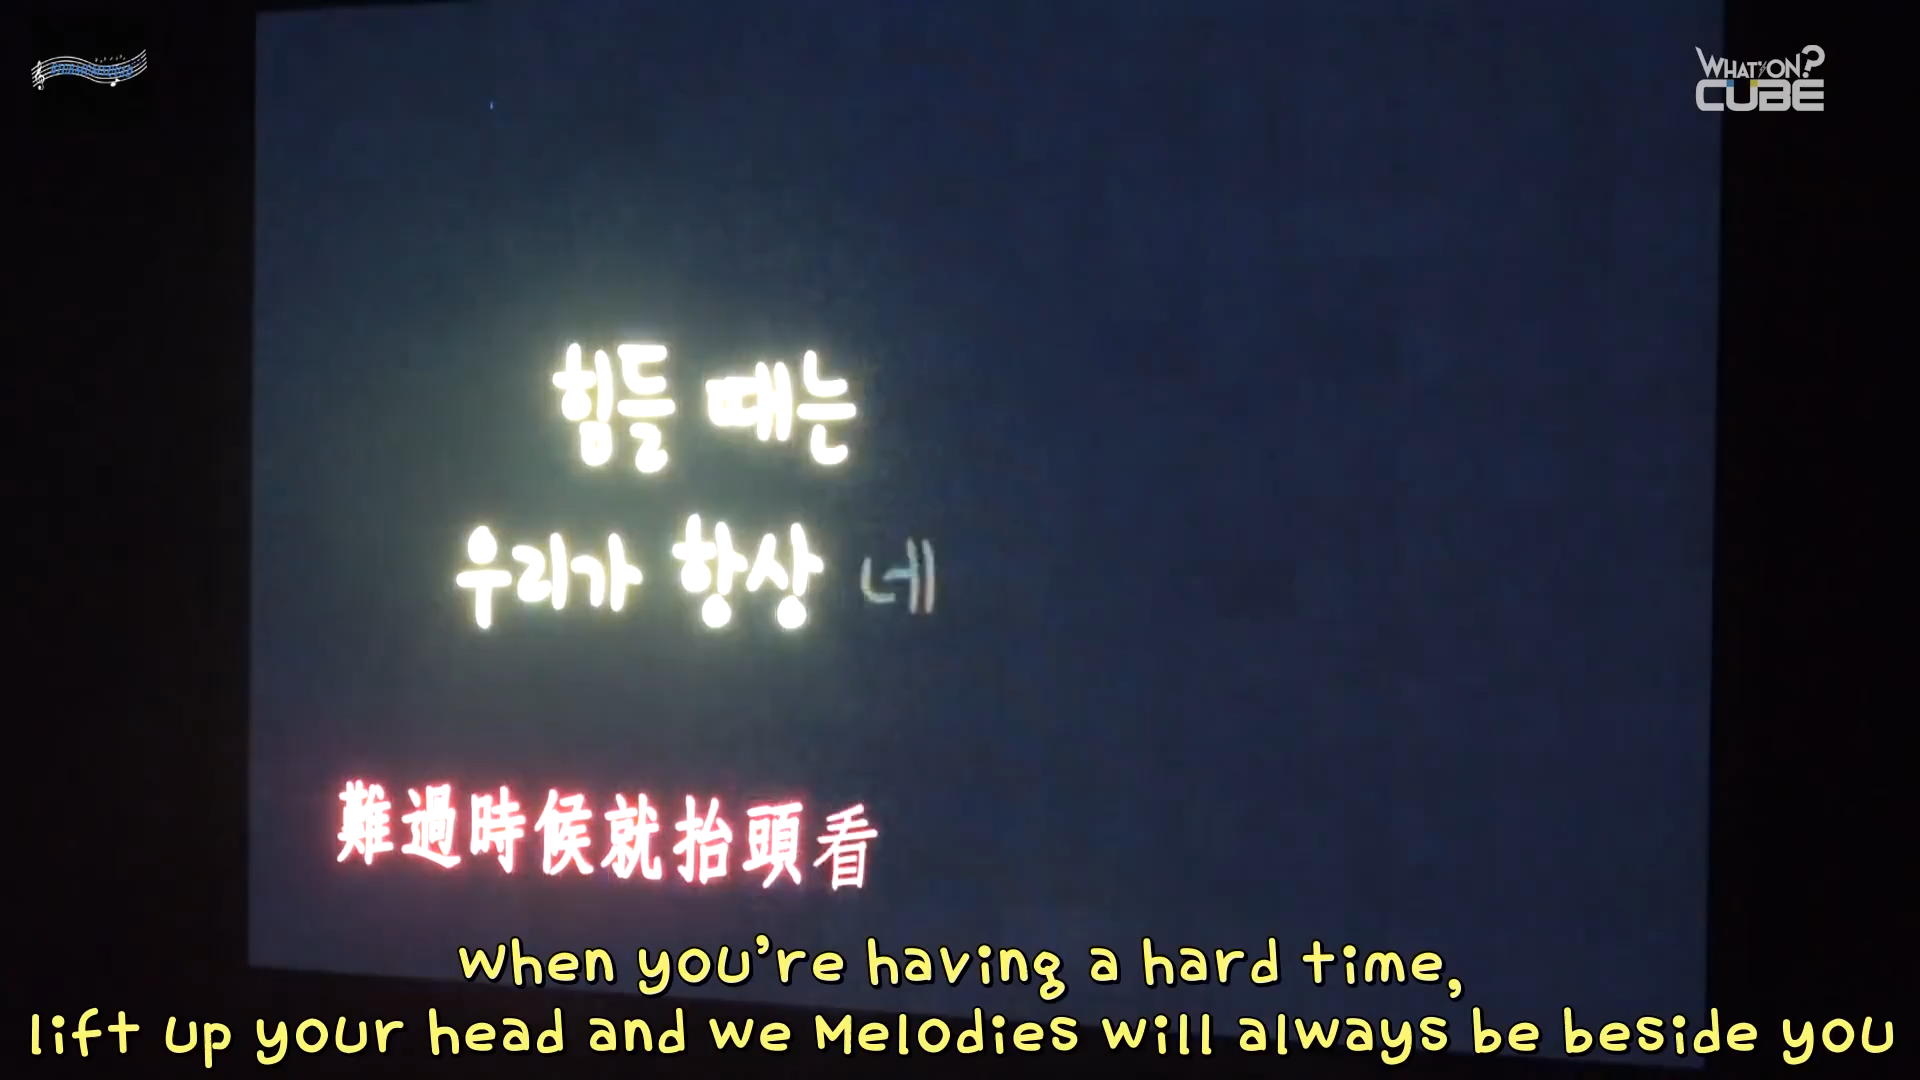 WHAT'S ON?
CUBE
힘들 때는
우리가 항상 네
難過時候就抬頭看
When you're having a hard time,
lift up your head and we Melodies will always be beside you